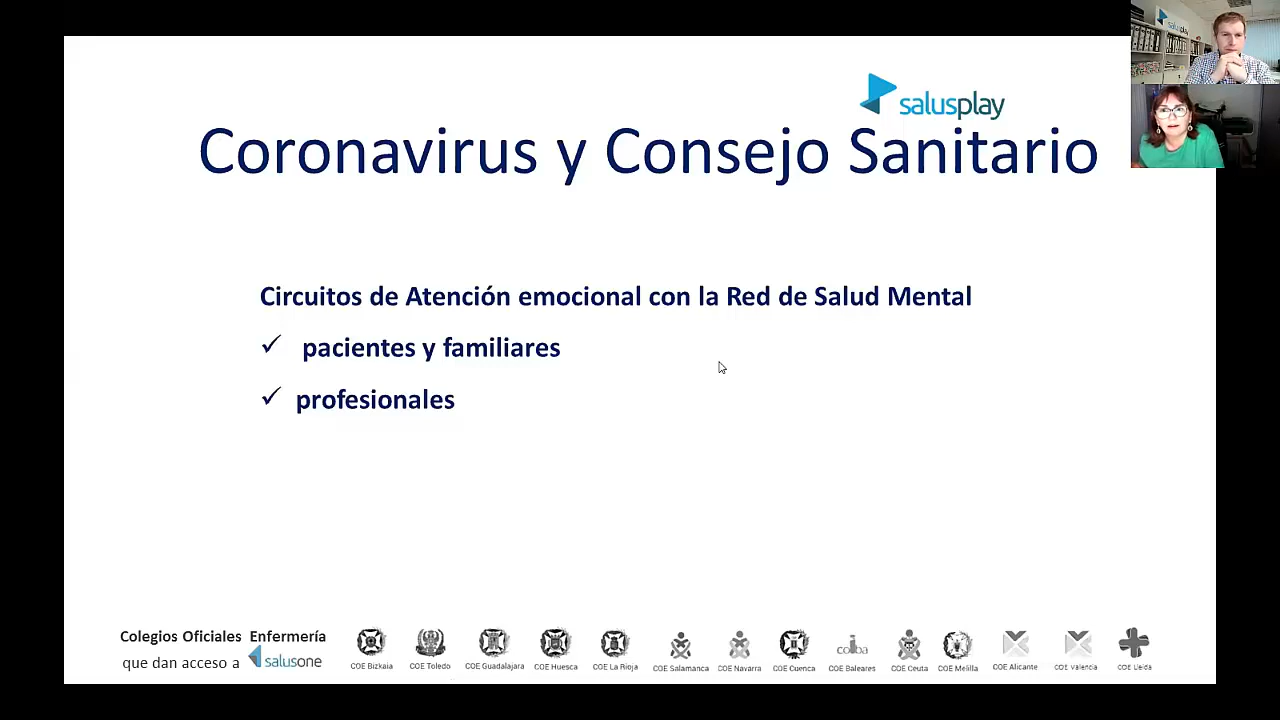 salusplay
salusplay
Coronavirus y Consejo Sanitario
Circuitos de Atención emocional con la Red de Salud Mental
✓ pacientes y familiares
✓ profesionales
Colegios Oficiales Enfermería
que dan acceso a salusone
COE Bizkaia
COE Toledo
COE Guadalajara
COE Huesca
COE La Rioja
COE Salamanca
COE Navarra
COE Cuenca
coiba
COE Baleares
COE Ceuta
COE Melilla
COE Alicante
COE Valencia
COE Lleida